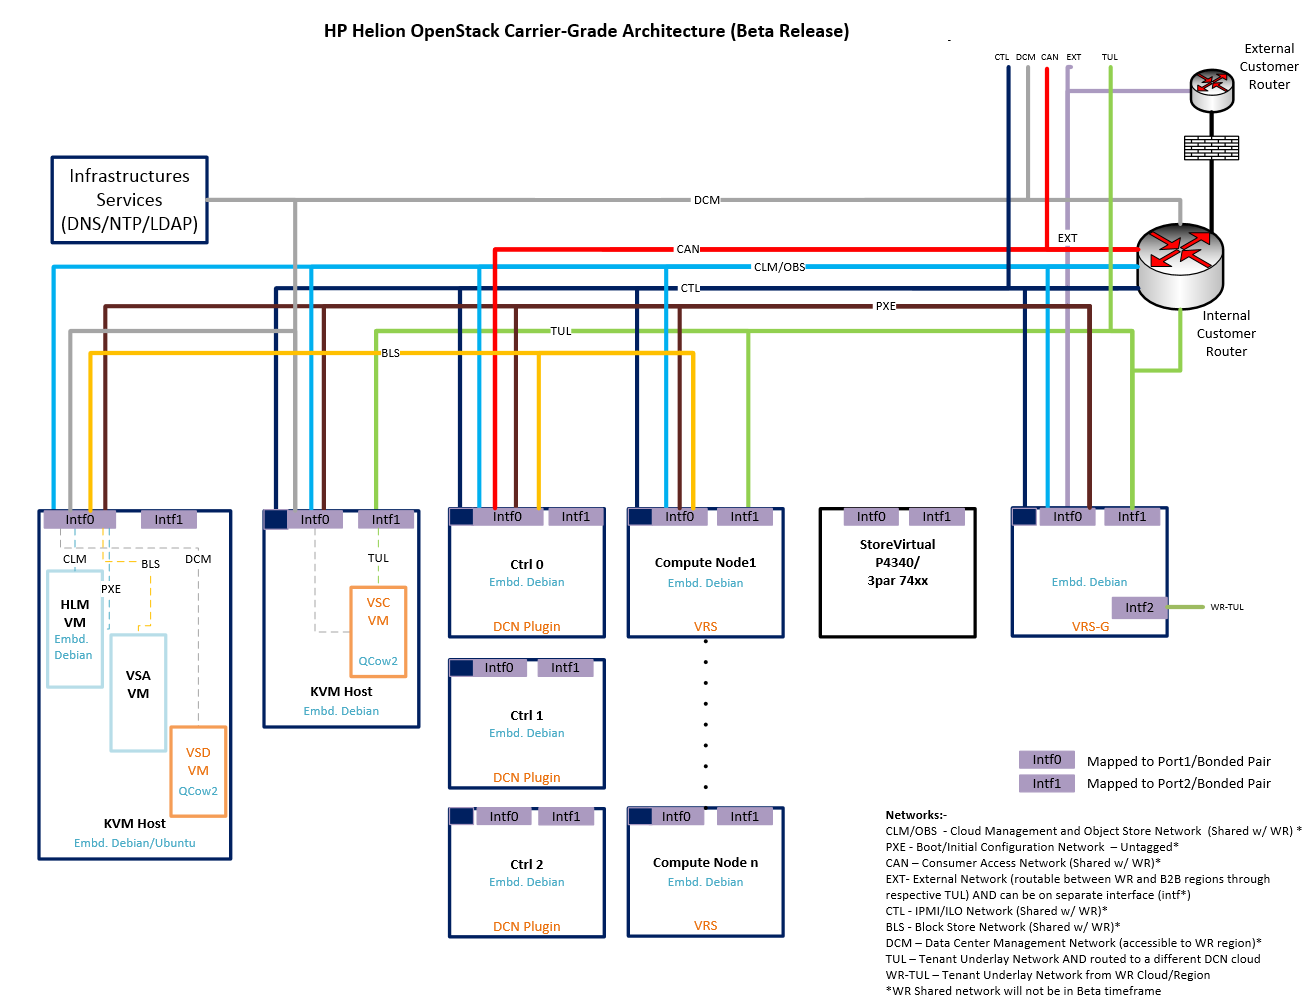 HP Helion OpenStack Carrier-Grade Architecture (Beta Release)
CTL DCM CAN EXT TUL
External
Customer
Router
Infrastructures
Services
(DNS/NTP/LDAP)
DCM
EXT
CAN
CLM/OBS
CTL
PXE
TUL
BLS
Internal
Customer
Router
Intf0 Intf1
CLM
BLS
DCM
PXE
HLM
VM
Embd.
Debian
VSA
VM
VSD
VM
QCow2
KVM Host
Embd. Debian/Ubuntu
Intf0 Intf1
TUL
VSC
VM
QCow2
KVM Host
Embd. Debian
Intf0 Intf1
Ctrl 0
Embd. Debian
DCN Plugin
Intf0 Intf1
Ctrl 1
Embd. Debian
DCN Plugin
Intf0 Intf1
Ctrl 2
Embd. Debian
DCN Plugin
Intf0 Intf1
Compute Node1
Embd. Debian
VRS
Intf0 Intf1
Compute Node n
Embd. Debian
VRS
Intf0 Intf1
StoreVirtual
P4340/
3par 74xx
Intf0 Intf1
Embd. Debian
Intf2
WR-TUL
VRS-G
Intf0 Mapped to Port1/Bonded Pair
Intf1 Mapped to Port2/Bonded Pair
Networks:-
CLM/OBS - Cloud Management and Object Store Network (Shared w/ WR) *
PXE - Boot/Initial Configuration Network – Untagged*
CAN – Consumer Access Network (Shared w/ WR)*
EXT- External Network (routable between WR and B2B regions through
respective TUL) AND can be on separate interface (intf*)
CTL - IPMI/ILO Network (Shared w/ WR)*
BLS - Block Store Network (Shared w/ WR)*
DCM – Data Center Management Network (accessible to WR region)*
TUL – Tenant Underlay Network AND routed to a different DCN cloud
WR-TUL – Tenant Underlay Network from WR Cloud/Region
*WR Shared network will not be in Beta timeframe